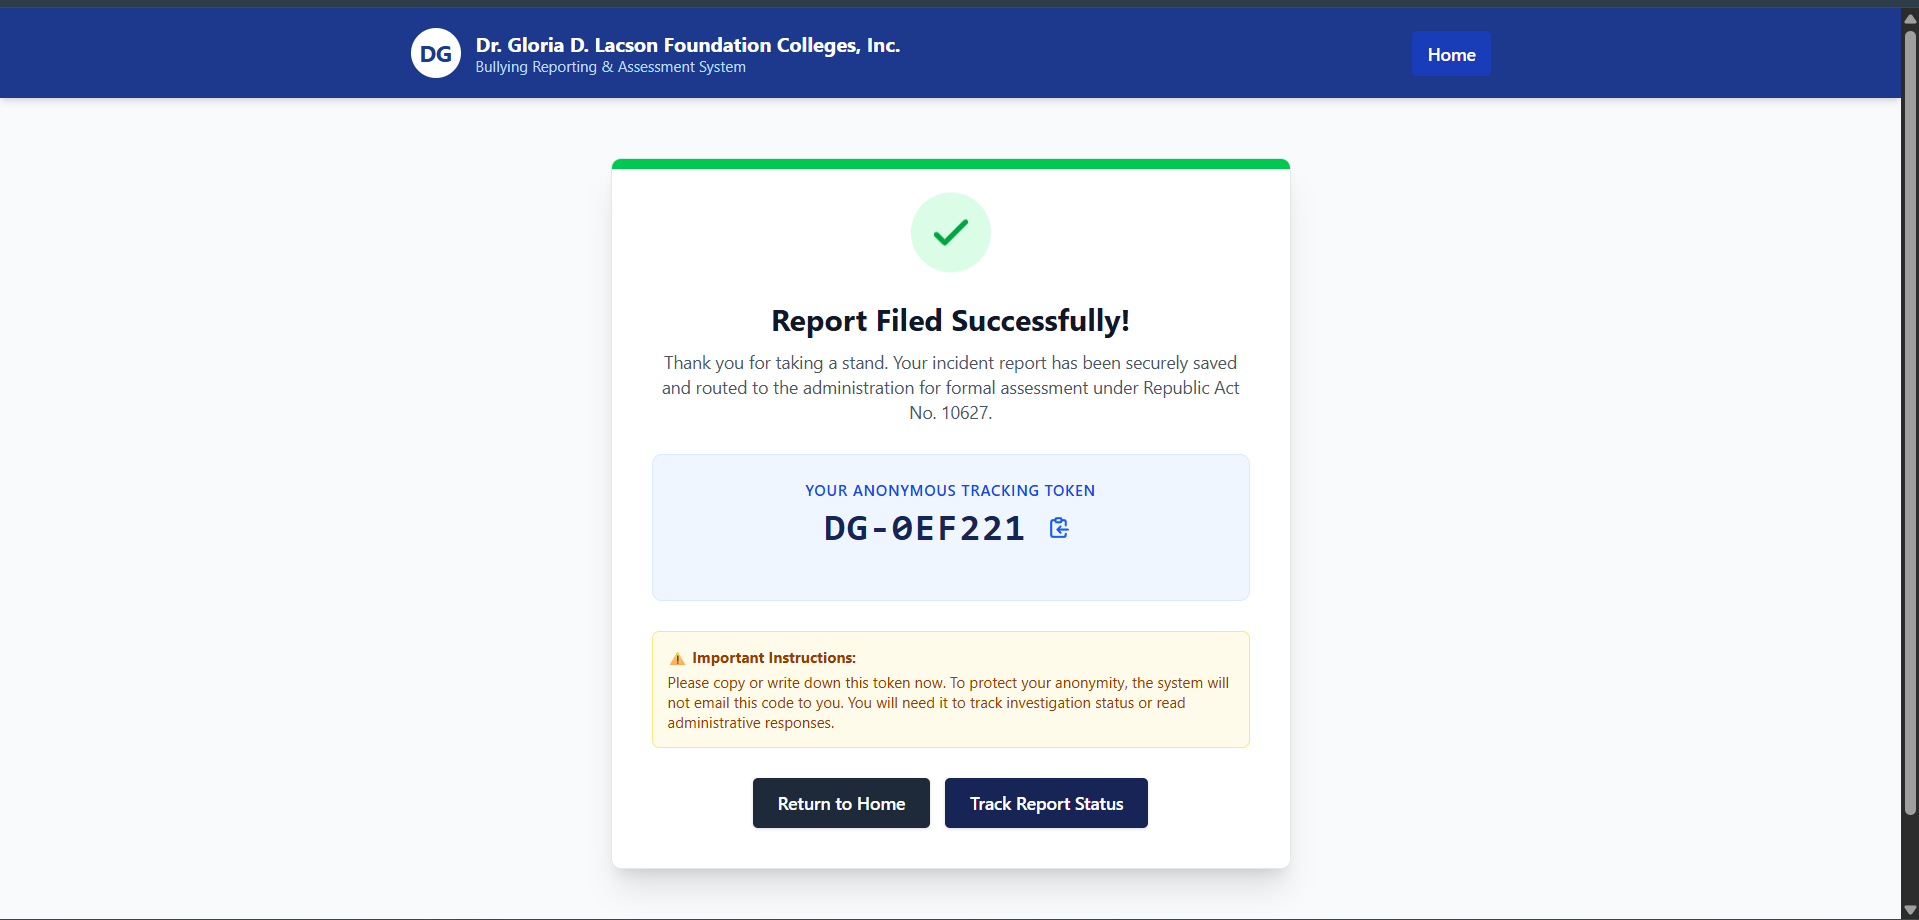 DG
Dr. Gloria D. Lacson Foundation Colleges, Inc.
Bullying Reporting & Assessment System
Home
Report Filed Successfully!
Thank you for taking a stand. Your incident report has been securely saved
and routed to the administration for formal assessment under Republic Act
No. 10627.
YOUR ANONYMOUS TRACKING TOKEN
DG-0EF221
Important Instructions:
Please copy or write down this token now. To protect your anonymity, the system will
not email this code to you. You will need it to track investigation status or read
administrative responses.
Return to Home
Track Report Status